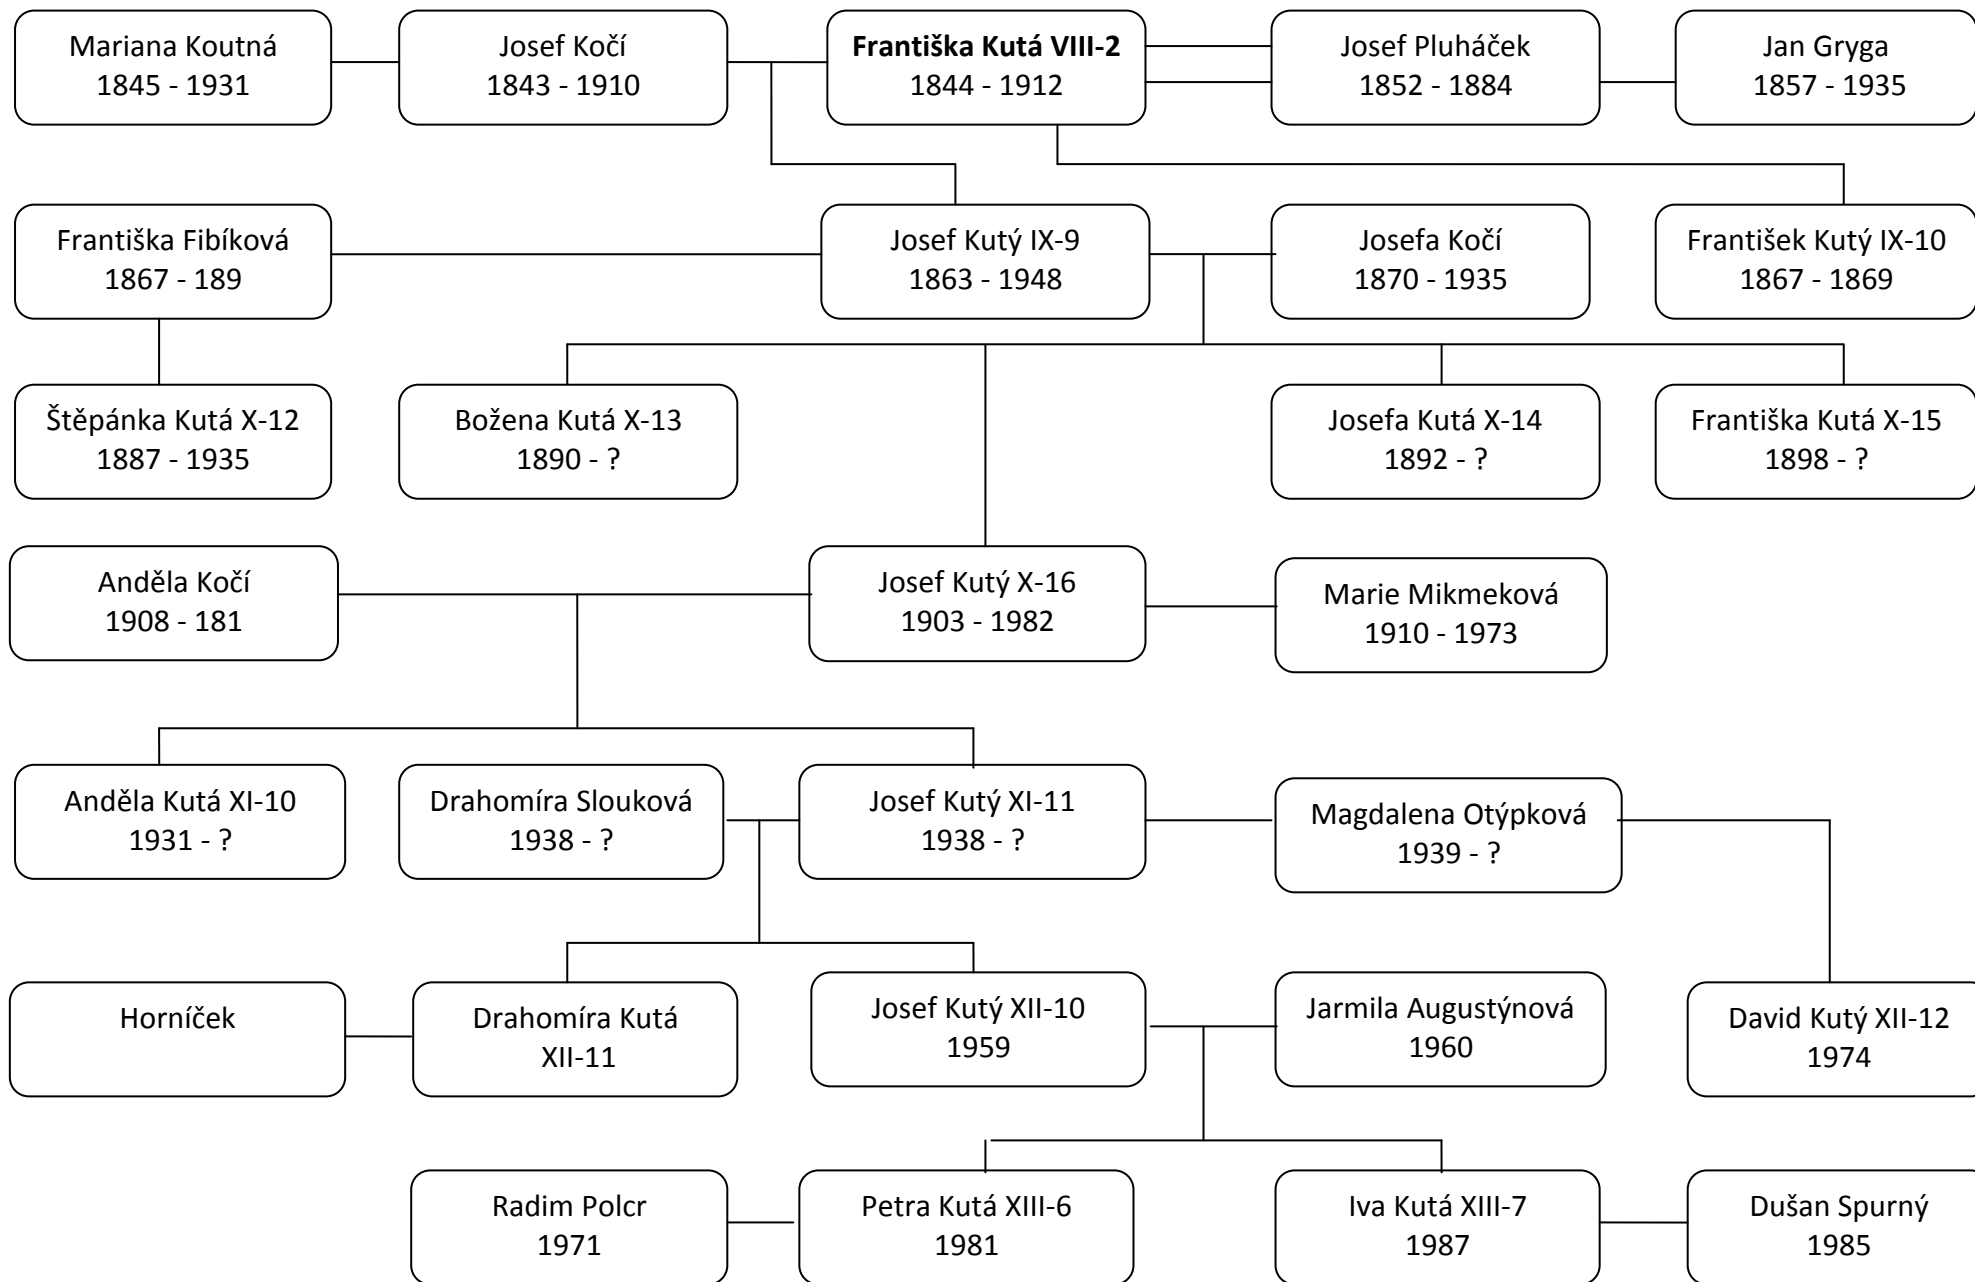 Mariana Koutná
1845 - 1931
Josef Kočí
1843 - 1910
Františka Kutá VIII-2
1844 - 1912
Josef Pluháček
1852 - 1884
Jan Gryga
1857 - 1935
Františka Fibíková
1867 - 189
Josef Kutý IX-9
1863 - 1948
Josefa Kočí
1870 - 1935
František Kutý IX-10
1867 - 1869
Štěpánka Kutá X-12
1887 - 1935
Božena Kutá X-13
1890 - ?
Josefa Kutá X-14
1892 - ?
Františka Kutá X-15
1898 - ?
Anděla Kočí
1908 - 181
Josef Kutý X-16
1903 - 1982
Marie Mikmeková
1910 - 1973
Anděla Kutá XI-10
1931 - ?
Drahomíra Slouková
1938 - ?
Josef Kutý XI-11
1938 - ?
Magdalena Otýpková
1939 - ?
Horníček
Drahomíra Kutá
XII-11
Josef Kutý XII-10
1959
Jarmila Augustýnová
1960
David Kutý XII-12
1974
Radim Polcr
1971
Petra Kutá XIII-6
1981
Iva Kutá XIII-7
1987
Dušan Spurný
1985